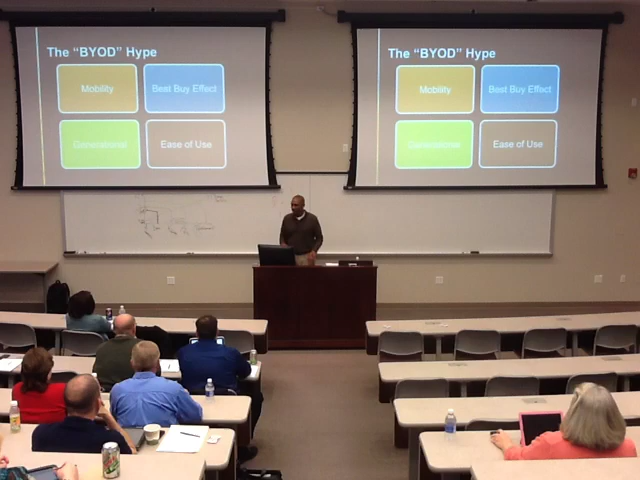 The "BYOD" Hype
Mobility
Best Buy Effect
Generational
Ease of Use
The "BYOD" Hype
Mobility
Best Buy Effect
Generational
Ease of Use